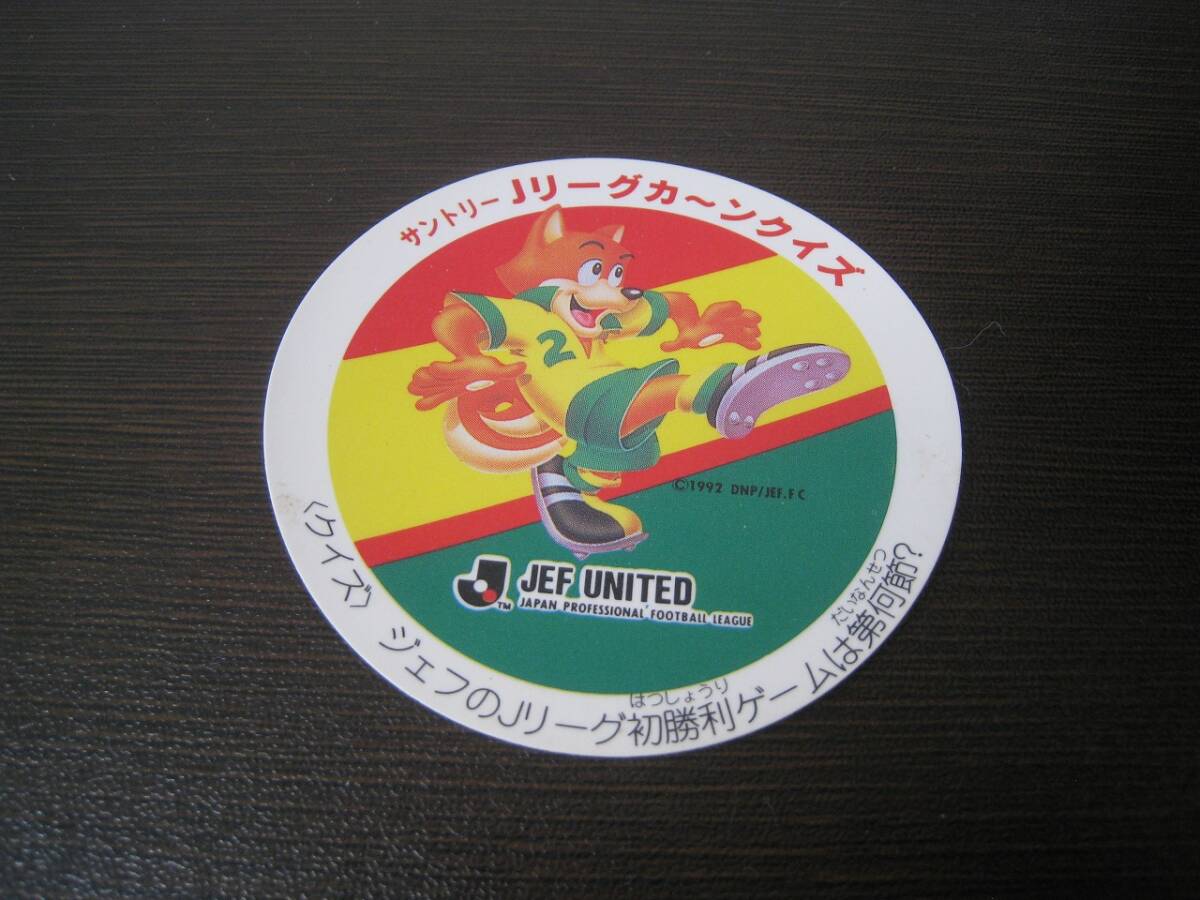 サントリー Jリーグカ～ンクイズ
2
©1992 DNP/JEF.FC
J TM
JEF UNITED
JAPAN PROFESSIONAL FOOTBALL LEAGUE
〈クイズ〉 ジェフのJリーグ初勝利ゲームは第何節?
はっしょうり
だいなんせつ